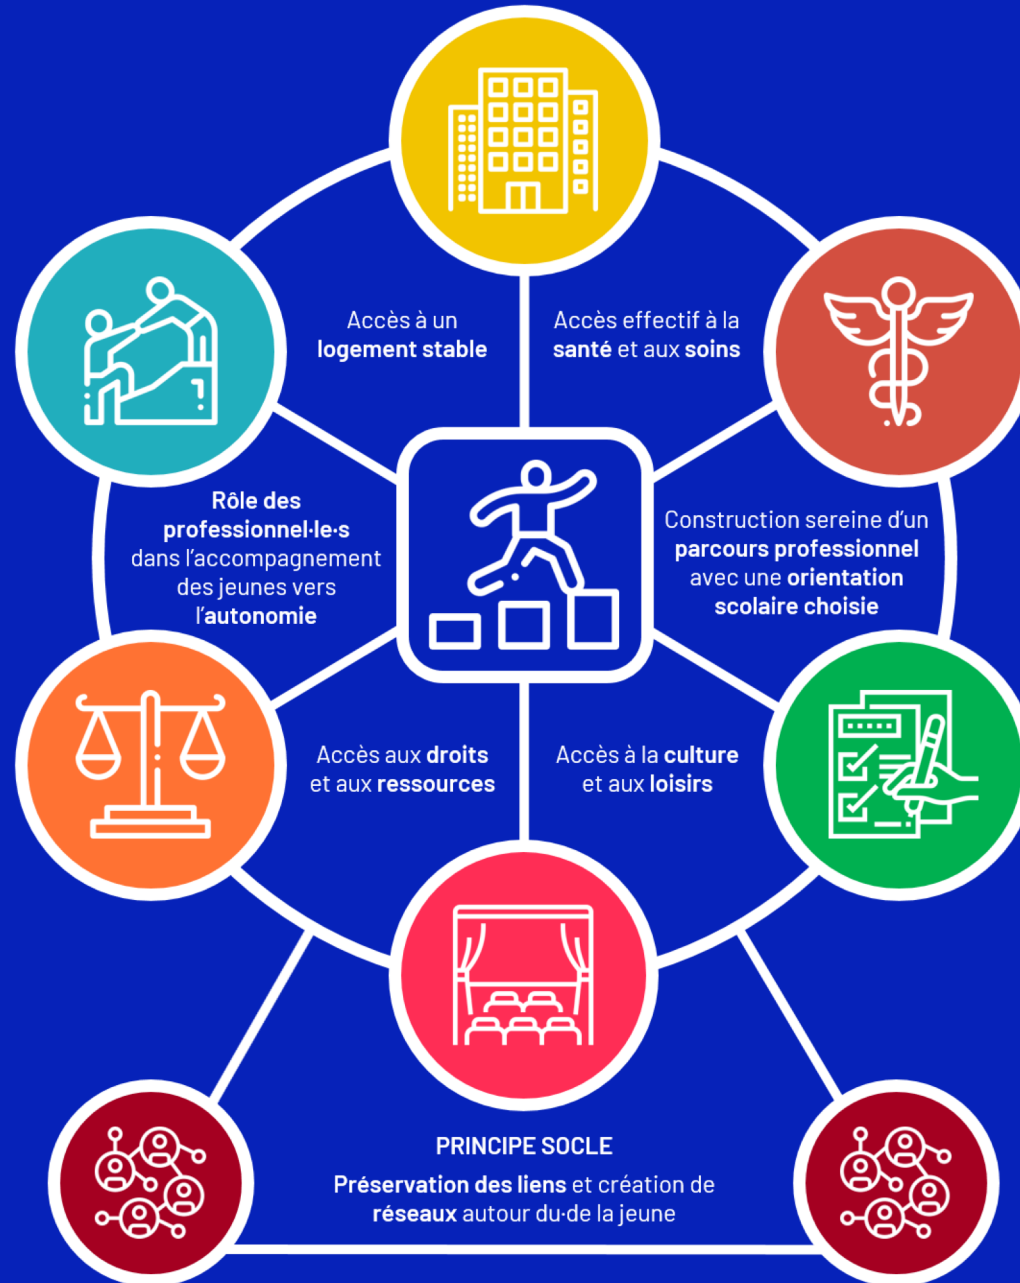 Accès à un
logement stable
Accès effectif à la
santé et aux soins
Rôle des
professionnel·le·s
dans l'accompagnement
des jeunes vers
l'autonomie
Construction sereine d'un
parcours professionnel
avec une orientation
scolaire choisie
Accès aux droits
et aux ressources
Accès à la culture
et aux loisirs
PRINCIPE SOCLE
Préservation des liens et création de
réseaux autour du·de la jeune